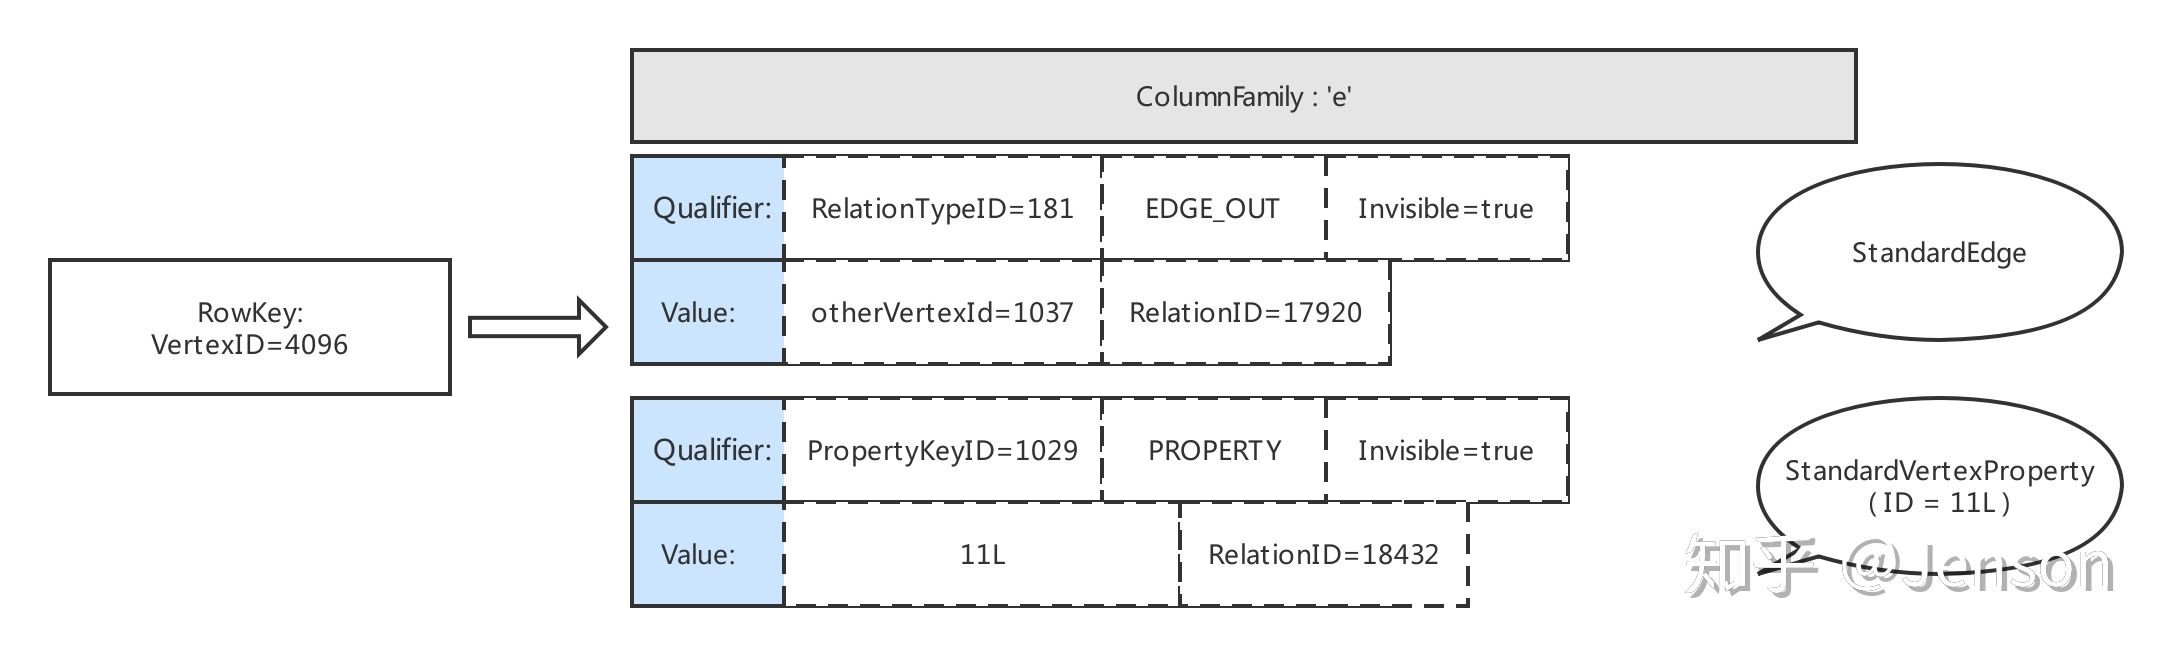 ColumnFamily : 'e'
Qualifier: RelationTypeID=181 EDGE_OUT Invisible=true
Value: otherVertexId=1037 RelationID=17920
StandardEdge
RowKey:
VertexID=4096
Qualifier: PropertyKeyID=1029 PROPERTY Invisible=true
Value: 11L RelationID=18432
StandardVertexProperty
( ID = 11L )
知乎 @Jenson